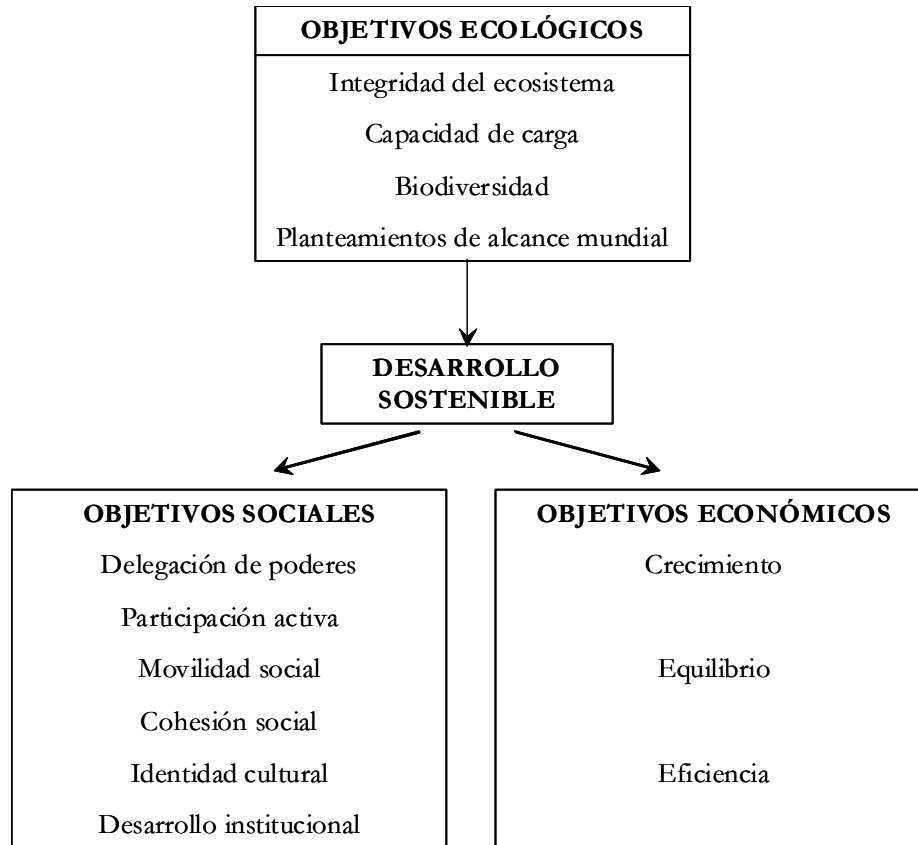 OBJETIVOS ECOLÓGICOS
Integridad del ecosistema
Capacidad de carga
Biodiversidad
Planteamientos de alcance mundial
DESARROLLO
SOSTENIBLE
OBJETIVOS SOCIALES
Delegación de poderes
Participación activa
Movilidad social
Cohesión social
Identidad cultural
Desarrollo institucional
OBJETIVOS ECONÓMICOS
Crecimiento
Equilibrio
Eficiencia